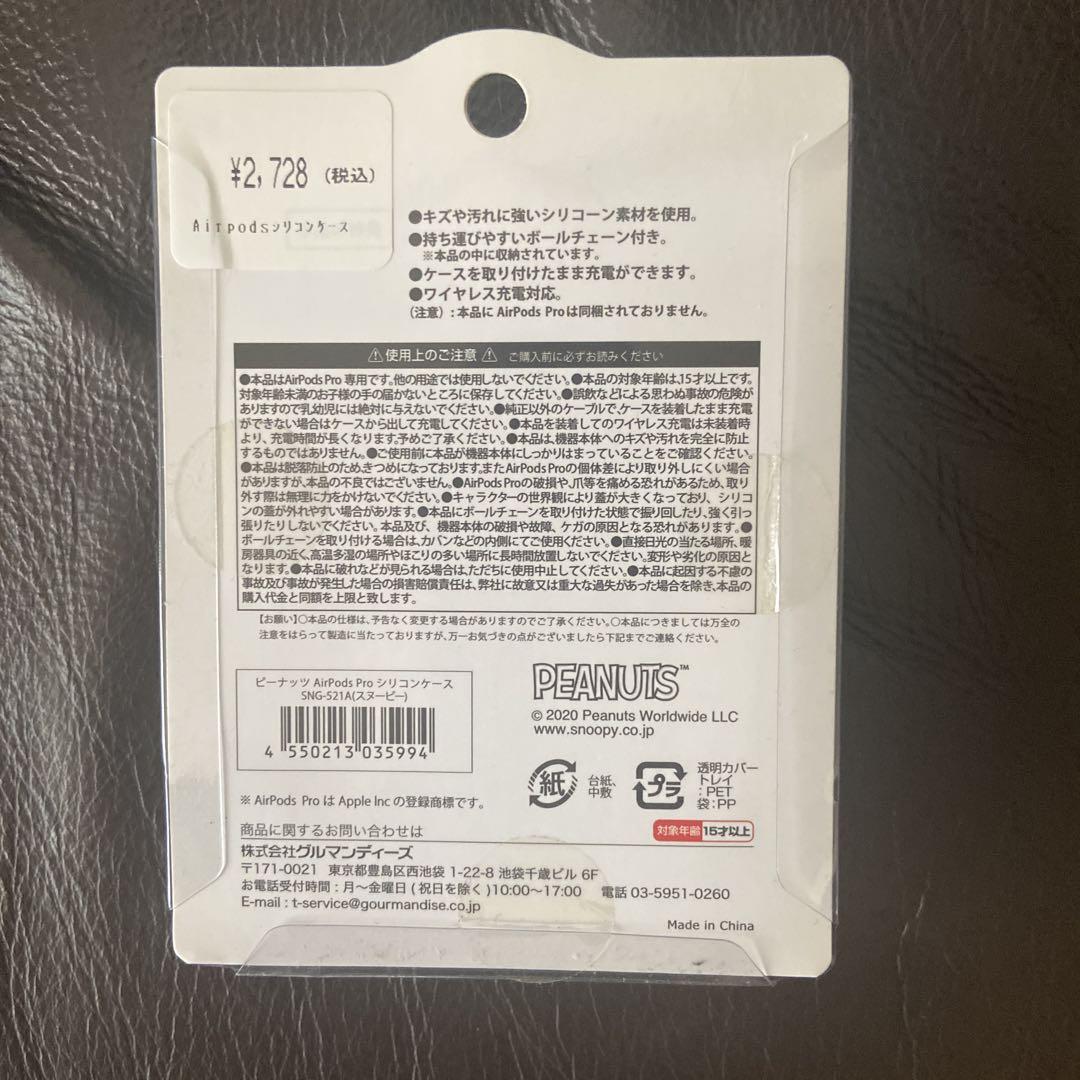 ¥2,728 (税込)
Airpodsシリコンケース
●キズや汚れに強いシリコーン素材を使用。
●持ち運びやすいボールチェーン付き。
※本品の中に収納されています。
●ケースを取り付けたまま充電ができます。
●ワイヤレス充電対応。
(注意):本品に AirPods Proは同梱されておりません。
⚠使用上のご注意⚠ ご購入前に必ずお読みください
●本品はAirPods Pro 専用です。他の用途では使用しないでください。●本品の対象年齢は、15才以上です。
対象年齢未満のお子様の手の届かないところに保存してください。●誤飲などによる思わぬ事故の危険が
ありますので乳幼児には絶対に与えないでください。●純正以外のケーブルで、ケースを装着したまま充電
ができない場合はケースから出して充電してください。●本品を装着してのワイヤレス充電は未装着時
より、充電時間が長くなります。予めご了承ください。●本品は、機器本体へのキズや汚れを完全に防止
するものではありません。●ご使用前に本品が機器本体にしっかりはまっていることをご確認ください。
●本品は脱落防止のため、きつめになっております。またAirPods Proの個体差により取り外しにくい場合
がありますが、本品の不良ではございません。●AirPods Proの破損や、爪等を痛める恐れがあるため、取り
外す際は無理に力をかけないでください。●キャラクターの世界観により蓋が大きくなっており、シリコ
ンの蓋が外れやすい場合があります。●本品にボールチェーンを取り付けた状態で振り回したり、強く引っ
張りたりしないでください。本品及び、機器本体の破損や故障、ケガの原因となる恐れがあります。●
ボールチェーンを取り付ける場合は、カバンなどの内側にてご使用ください。●直接日光の当たる場所、暖
房器具の近く、高温多湿の場所やほこりの多い場所に長時間放置しないでください。変形や劣化の原因と
なります。●本品に破れなどが見られる場合は、ただちに使用中止してください。●本品に起因する不慮の
事故及び事故が発生した場合の損害賠償責任は、弊社に故意又は重大な過失があった場合を除き、本品の
購入代金と同額を上限と致します。
【お願い】○本品の仕様は、予告なく変更する場合がありますのでご了承ください。○本品につきましては万全の
注意をはらって製造に当たっておりますが、万一お気づきの点がございましたら下記までご連絡ください。
ピーナッツ AirPods Pro シリコンケース
SNG-521A(スヌーピー)
4 550213 035994
PEANUTS™
© 2020 Peanuts Worldwide LLC
www.snoopy.co.jp
紙 台紙、
中敷
プラ 透明カバー
トレイ
:PET
袋:PP
※ AirPods Pro は Apple Inc の登録商標です。
対象年齢 15才以上
商品に関するお問い合わせは
株式会社グルマンディーズ
〒171-0021 東京都豊島区西池袋 1-22-8 池袋千歳ビル 6F
お電話受付時間:月〜金曜日(祝日を除く)10:00〜17:00 電話 03-5951-0260
E-mail : t-service@gourmandise.co.jp
Made in China